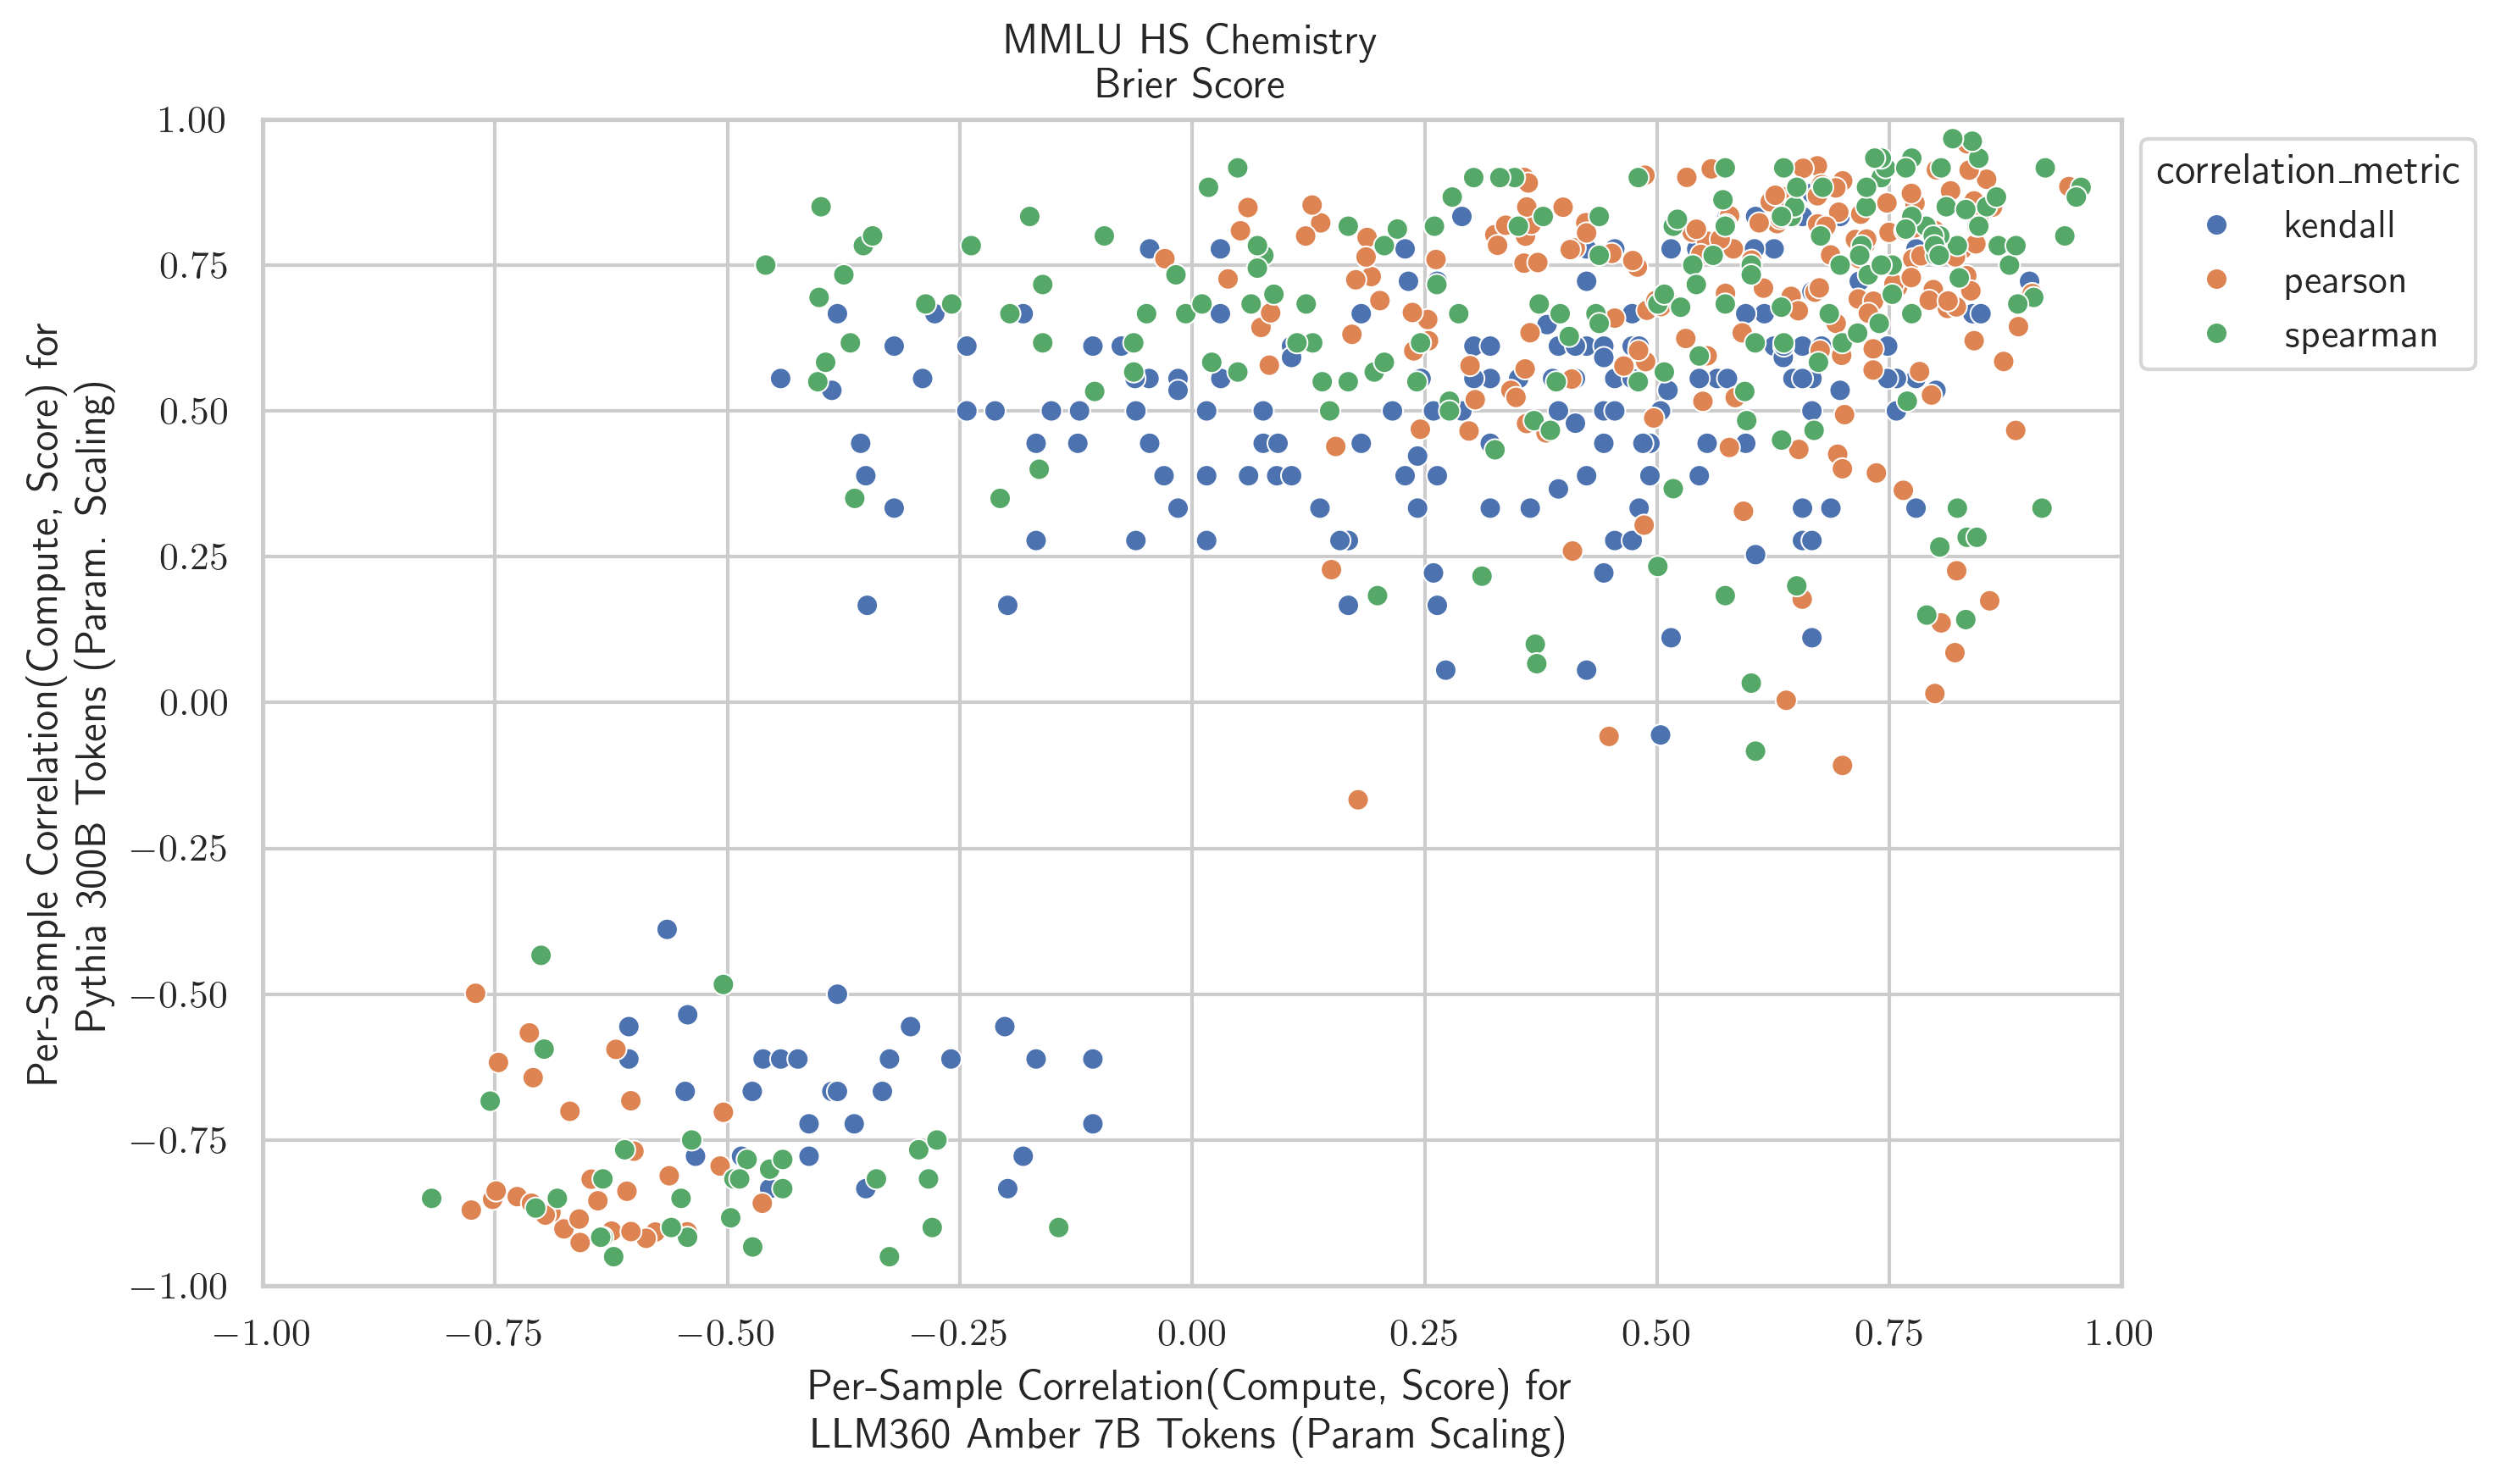 MMLU HS Chemistry
Brier Score
Per-Sample Correlation(Compute, Score) for
Pythia 300B Tokens (Param. Scaling)
1.00
0.75
0.50
0.25
0.00
−0.25
−0.50
−0.75
−1.00
−1.00 −0.75 −0.50 −0.25 0.00 0.25 0.50 0.75 1.00
Per-Sample Correlation(Compute, Score) for
LLM360 Amber 7B Tokens (Param Scaling)
correlation_metric
kendall
pearson
spearman